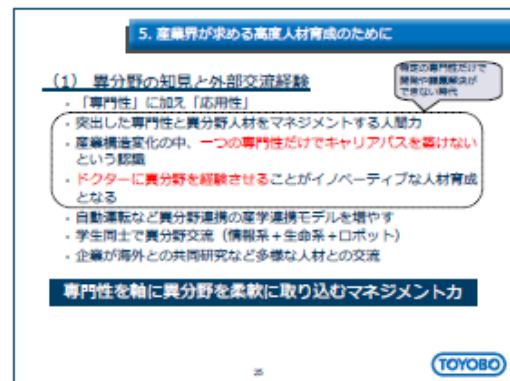 5. 産業界が求める高度人材育成のために
(1) 異分野の知見と外部交流経験
特定の専門性だけで
開発や課題解決が
できない時代
・「専門性」に加え「応用性」
・突出した専門性と異分野人材をマネジメントする人間力
・産業構造変化の中、一つの専門性だけでキャリアパスを築けない
という認識
・ドクターに異分野を経験させることがイノベーティブな人材育成
となる
・自動運転など異分野連携の産学連携モデルを増やす
・学生同士で異分野交流（情報系＋生命系＋ロボット）
・企業が海外との共同研究など多様な人材との交流
専門性を軸に異分野を柔軟に取り込むマネジメント力
TOYOBO